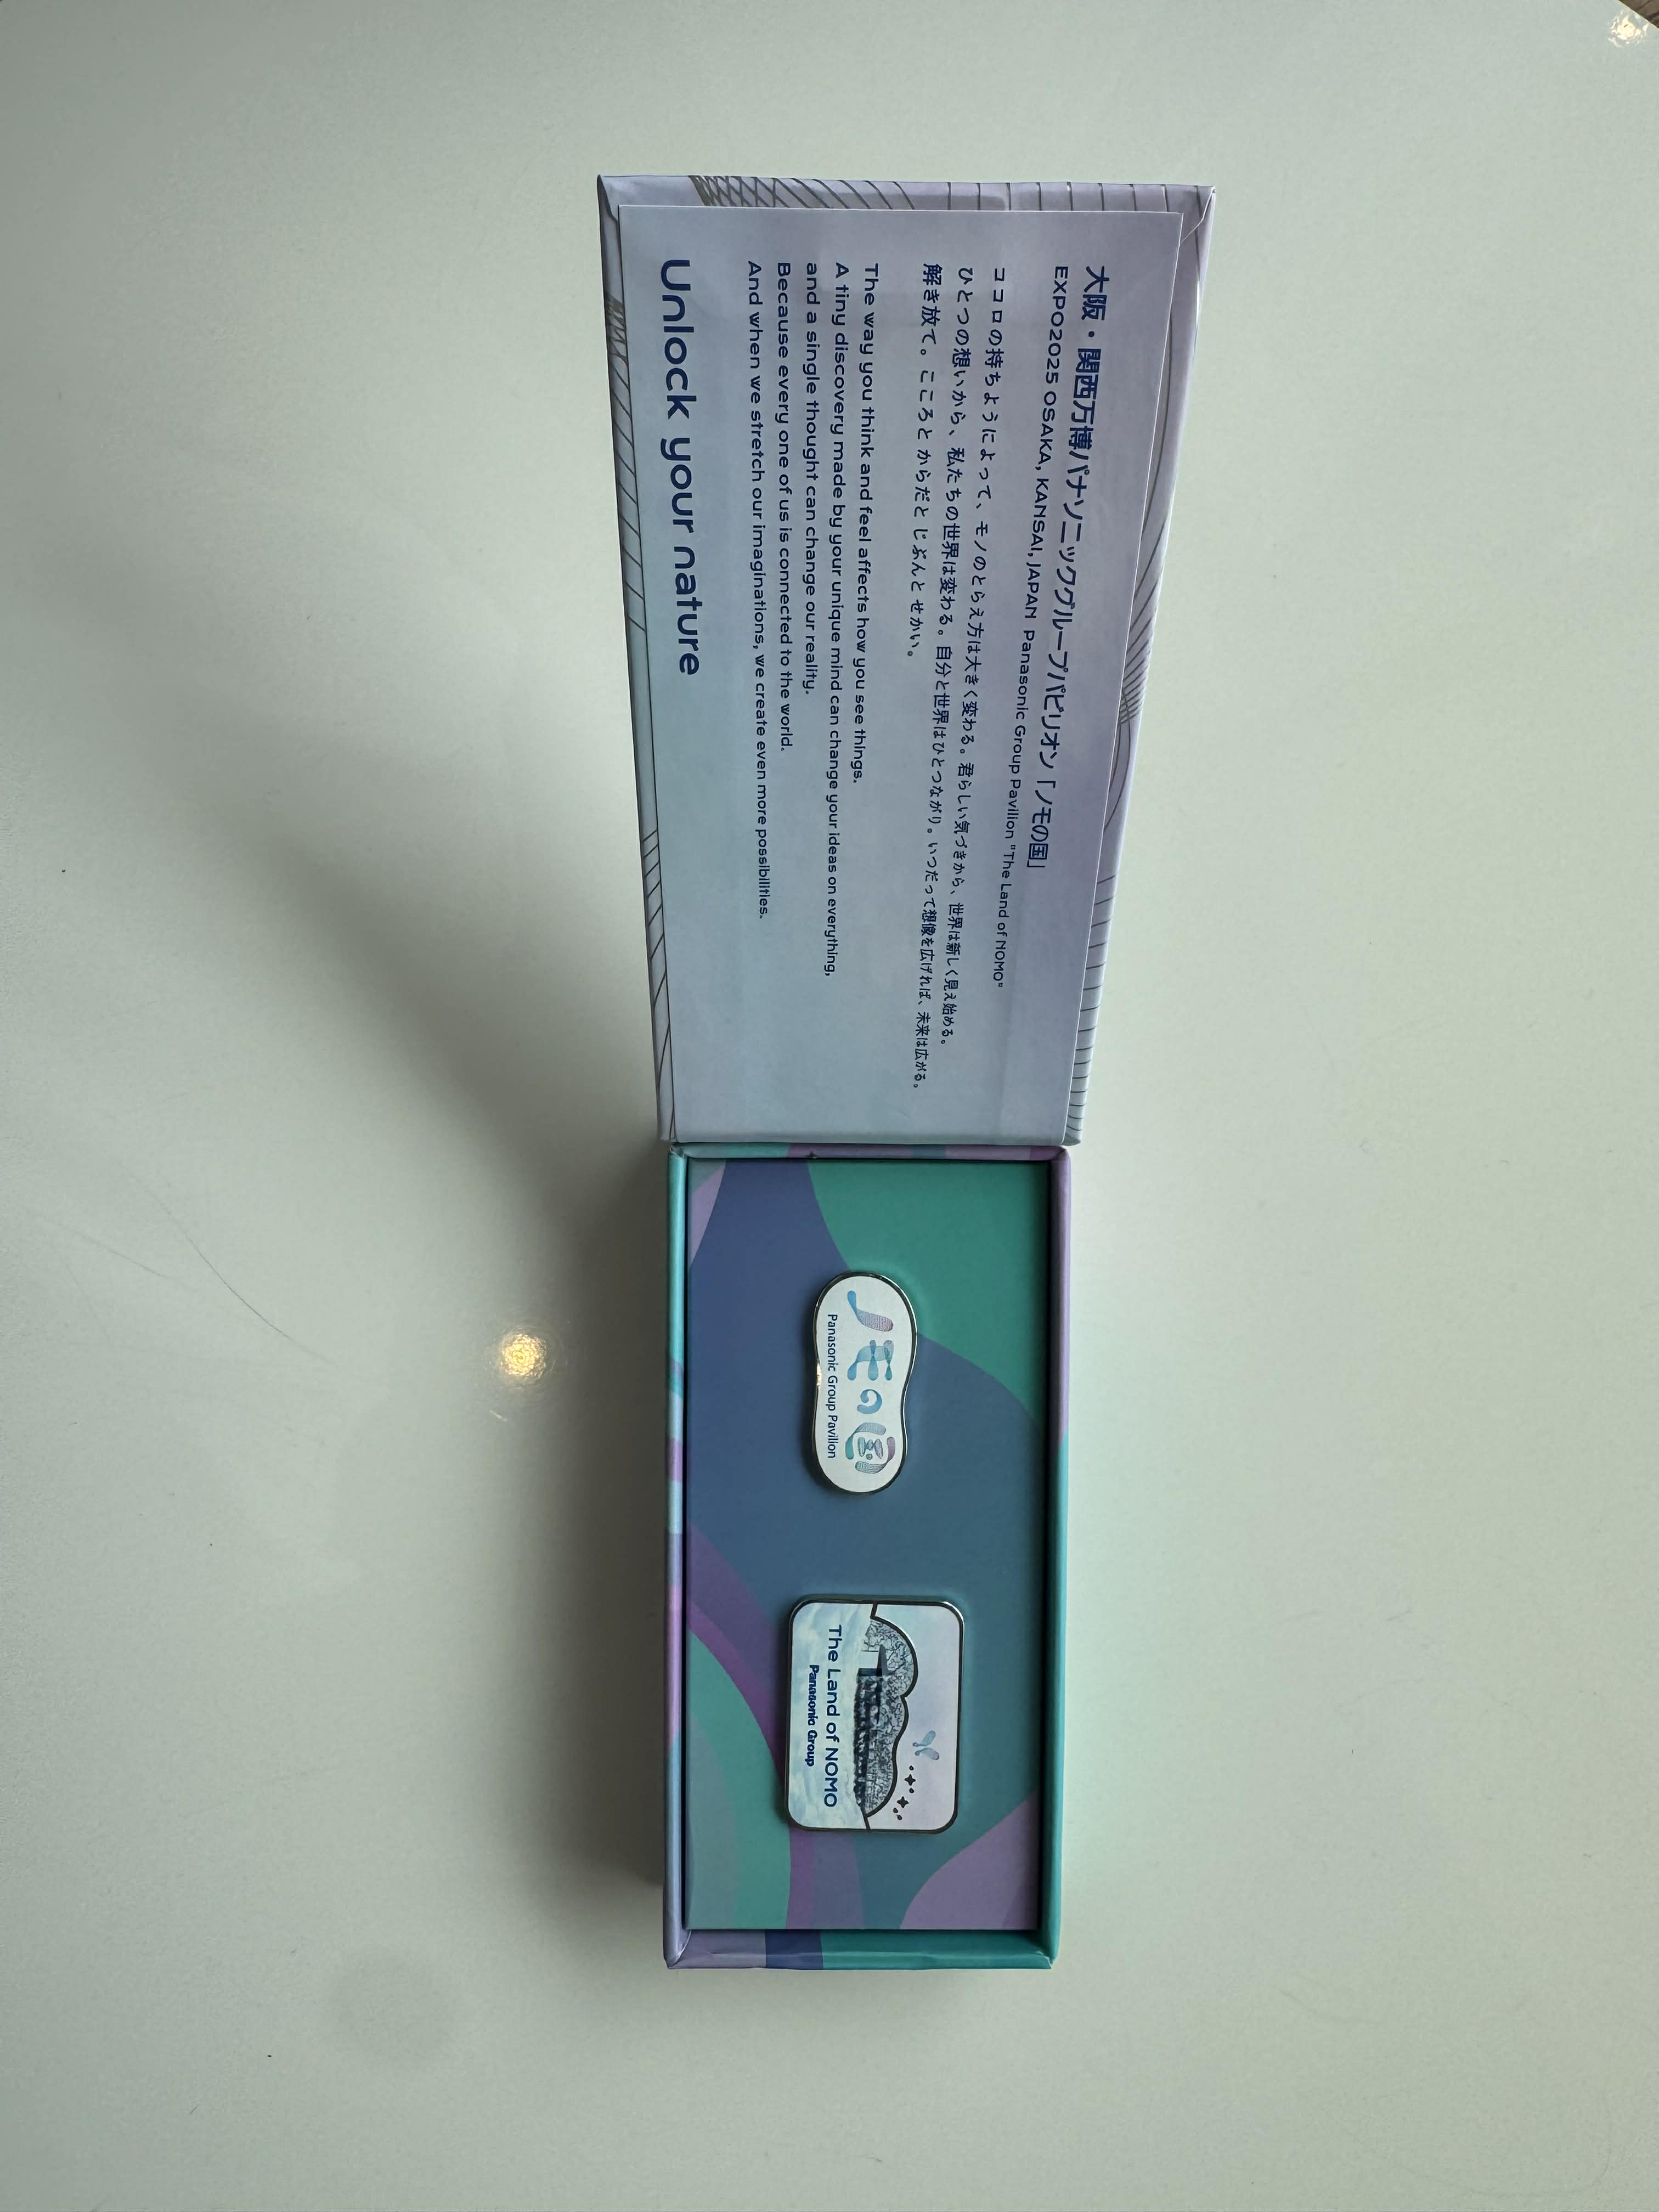 大阪・関西万博パナソニックグループパビリオン「ノモの国」
EXPO2025 OSAKA, KANSAI, JAPAN Panasonic Group Pavilion "The Land of NOMO"
ココロの持ちようによって、モノのとらえ方は大きく変わる。君らしい気づきから、世界は新しく見え始める。
ひとつの想いから、私たちの世界は変わる。自分と世界はひとつながり。いつだって想像を広げれば、未来は広がる。
解き放て。こころと からだと じぶんと せかい。
The way you think and feel affects how you see things.
A tiny discovery made by your unique mind can change your ideas on everything,
and a single thought can change our reality.
Because every one of us is connected to the world.
And when we stretch our imaginations, we create even more possibilities.
Unlock your nature
ノモの国
Panasonic Group Pavilion
The Land of NOMO
Panasonic Group